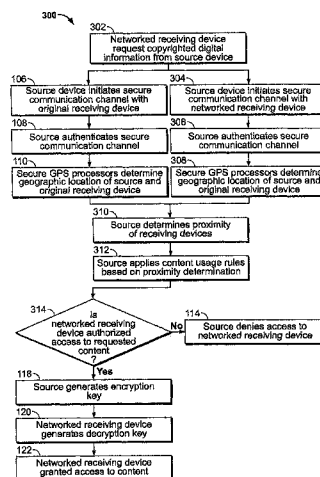 300
302
Networked receiving device
request copyrighted digital
information from source device
106
Source device initiates secure
communication channel with
original receiving device
304
Source device initiates secure
communication channel with
networked receiving device
108
Source authenticates secure
communication channel
306
Source authenticates secure
communication channel
110
Secure GPS processors determine
geographic location of source and
original receiving device
308
Secure GPS processors determine
geographic location of source and
original receiving device
310
Source determines proximity
of receiving devices
312
Source applies content usage rules
based on proximity determination
314
Is
networked receiving
device authorized
access to requested
content
?
No
114
Source denies access to
networked receiving device
Yes
118
Source generates encryption
key
120
Networked receiving device
generates decryption key
122
Networked receiving device
granted access to content